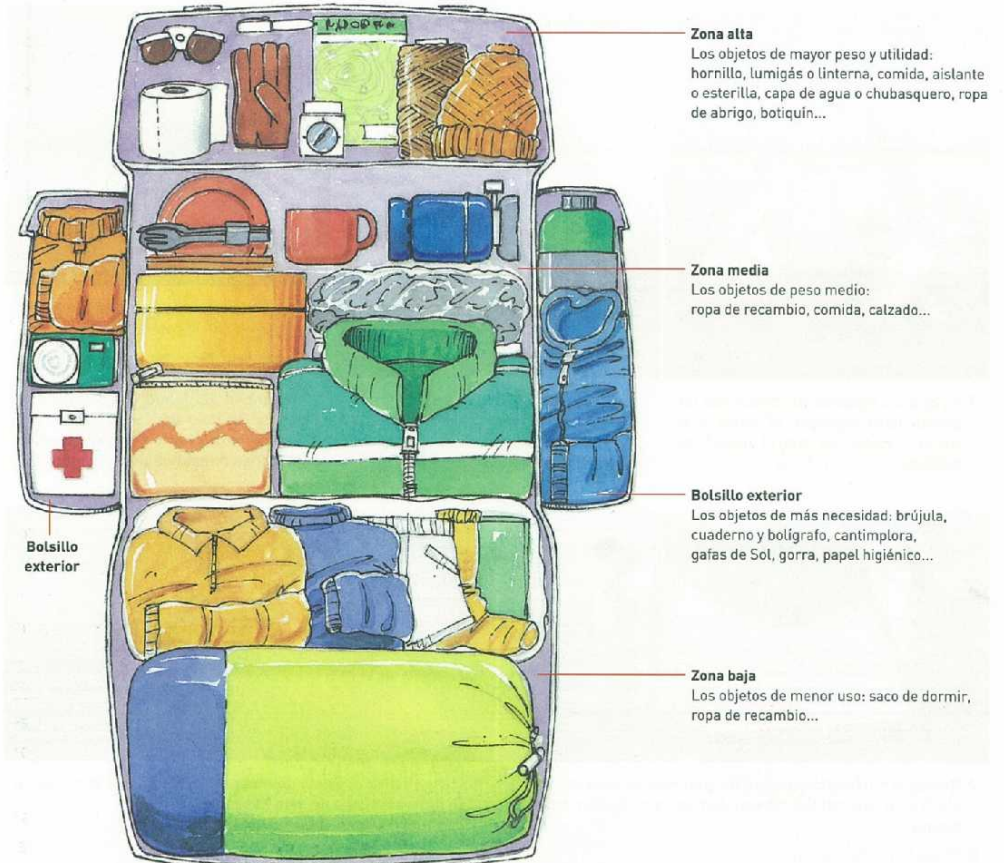 Zona alta
Los objetos de mayor peso y utilidad:
hornillo, lumigás o linterna, comida, aislante
o esterilla, capa de agua o chubasquero, ropa
de abrigo, botiquín...
Zona media
Los objetos de peso medio:
ropa de recambio, comida, calzado...
Bolsillo exterior
Los objetos de más necesidad: brújula,
cuaderno y bolígrafo, cantimplora,
gafas de Sol, gorra, papel higiénico...
Bolsillo
exterior
Zona baja
Los objetos de menor uso: saco de dormir,
ropa de recambio...